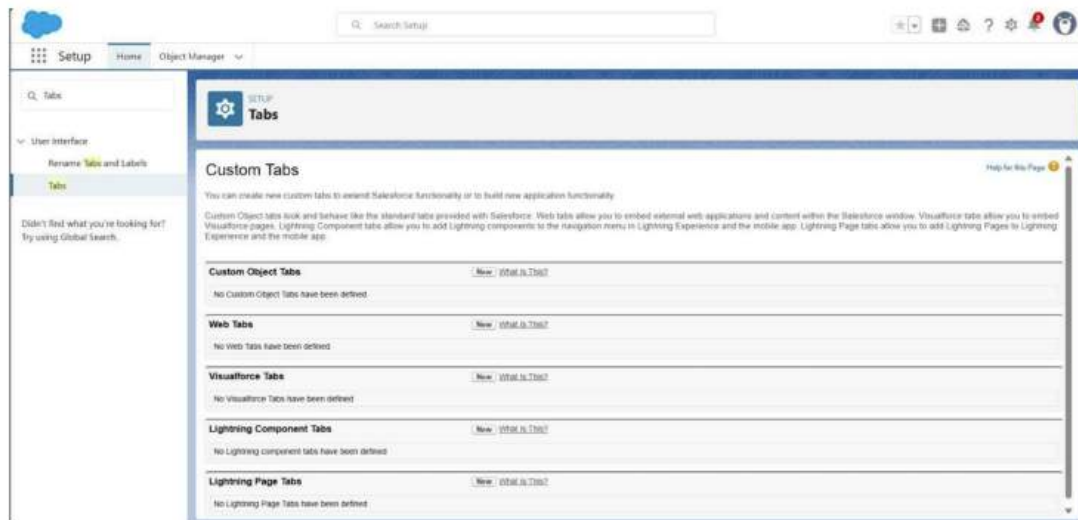 Search Setup
2
Setup Home Object Manager
Tabs
SETUP
Tabs
User Interface
Rename Tabs and Labels
Tabs
Didn't find what you're looking for?
Try using Global Search.
Custom Tabs
Help for this Page
You can create new custom tabs to extend Salesforce functionality or to build new application functionality.
Custom Object tabs look and behave like the standard tabs provided with Salesforce. Web tabs allow you to embed external web applications and content within the Salesforce window. Visualforce tabs allow you to embed
Visualforce pages. Lightning Component tabs allow you to add Lightning components to the navigation menu in Lightning Experience and the mobile app. Lightning Page tabs allow you to add Lightning Pages to Lightning
Experience and the mobile app.
Custom Object Tabs New What Is This?
No Custom Object Tabs have been defined
Web Tabs New What Is This?
No Web Tabs have been defined
Visualforce Tabs New What Is This?
No Visualforce Tabs have been defined
Lightning Component Tabs New What Is This?
No Lightning component tabs have been defined
Lightning Page Tabs New What Is This?
No Lightning Page Tabs have been defined